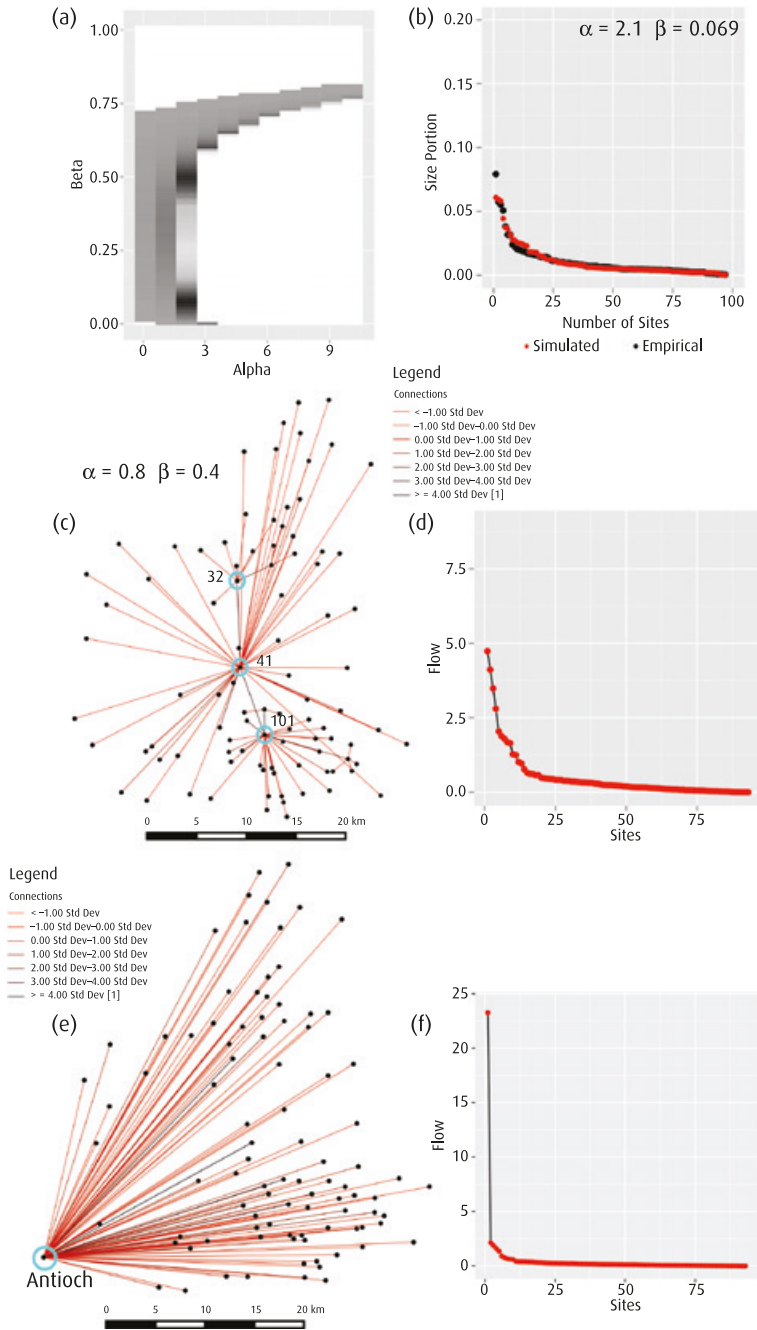 (a)
1.00
0.75
0.50
0.25
0.00
Beta
0 3 6 9
Alpha
(b)
α = 2.1 β = 0.069
0.20
0.15
0.10
0.05
0.00
Size Portion
0 25 50 75 100
Number of Sites
Simulated Empirical
Legend
Connections
< –1.00 Std Dev
–1.00 Std Dev–0.00 Std Dev
0.00 Std Dev–1.00 Std Dev
1.00 Std Dev–2.00 Std Dev
2.00 Std Dev–3.00 Std Dev
3.00 Std Dev–4.00 Std Dev
> = 4.00 Std Dev [1]
α = 0.8 β = 0.4
(c)
32
41
101
0 5 10 15 20 km
(d)
7.5
5.0
2.5
0.0
Flow
0 25 50 75
Sites
Legend
Connections
< –1.00 Std Dev
–1.00 Std Dev–0.00 Std Dev
0.00 Std Dev–1.00 Std Dev
1.00 Std Dev–2.00 Std Dev
2.00 Std Dev–3.00 Std Dev
3.00 Std Dev–4.00 Std Dev
> = 4.00 Std Dev [1]
(e)
Antioch
0 5 10 15 20 km
(f)
25
20
15
10
5
0
Flow
0 25 50 75
Sites